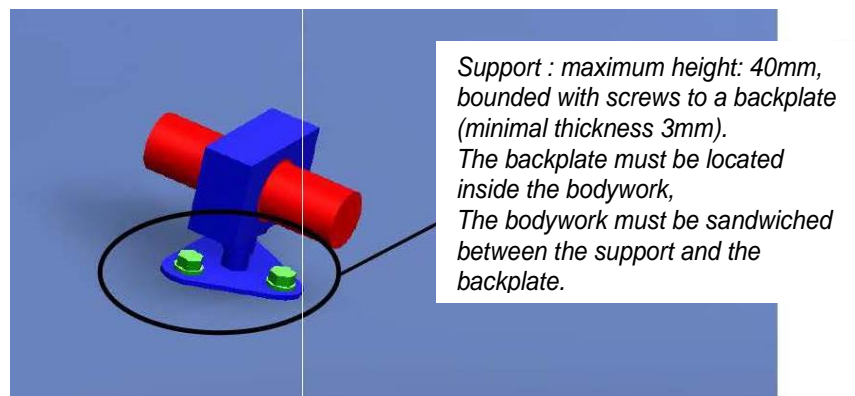 Support : maximum height: 40mm,
bounded with screws to a backplate
(minimal thickness 3mm).
The backplate must be located
inside the bodywork,
The bodywork must be sandwiched
between the support and the
backplate.